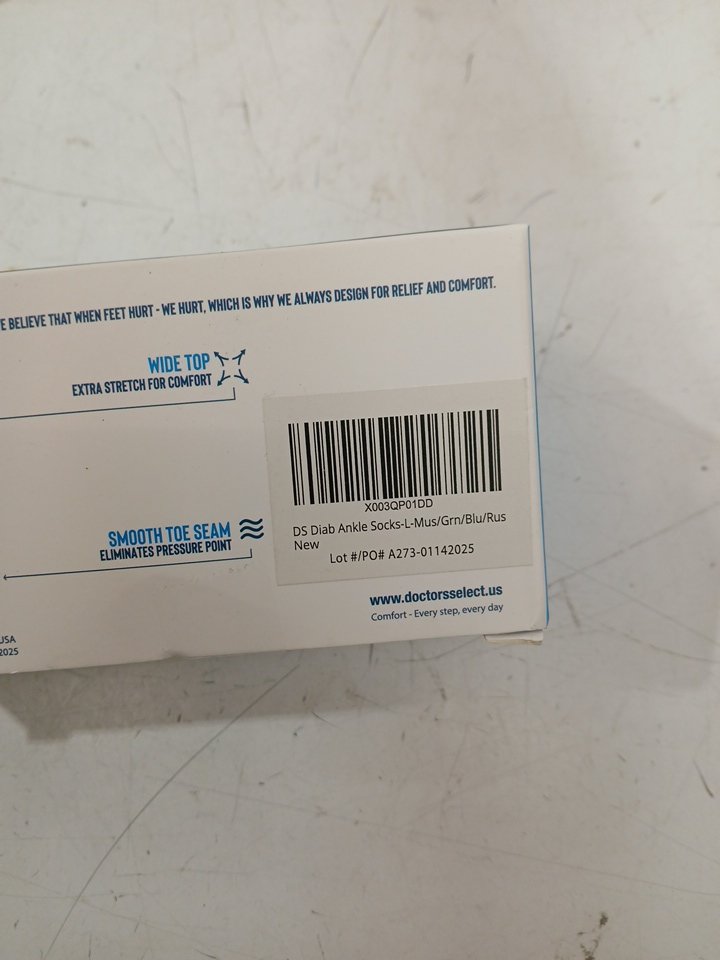 E BELIEVE THAT WHEN FEET HURT - WE HURT, WHICH IS WHY WE ALWAYS DESIGN FOR RELIEF AND COMFORT.
WIDE TOP
EXTRA STRETCH FOR COMFORT
X003QP01DD
DS Diab Ankle Socks-L-Mus/Grn/Blu/Rus
New
Lot #/PO# A273-01142025
SMOOTH TOE SEAM
ELIMINATES PRESSURE POINT
www.doctorsselect.us
Comfort - Every step, every day
USA
2025